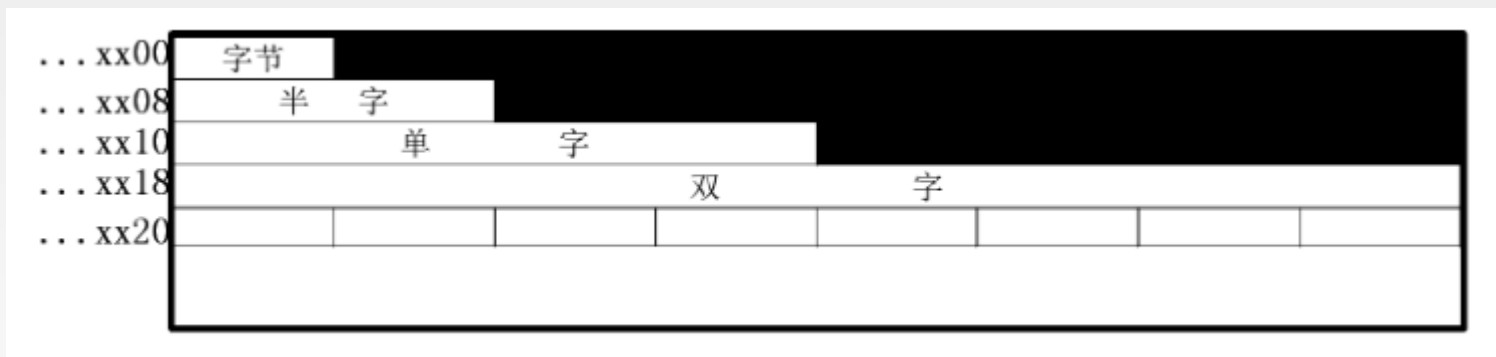 ...xx00 字节
...xx08 半 字
...xx10 单 字
...xx18 双 字
...xx20